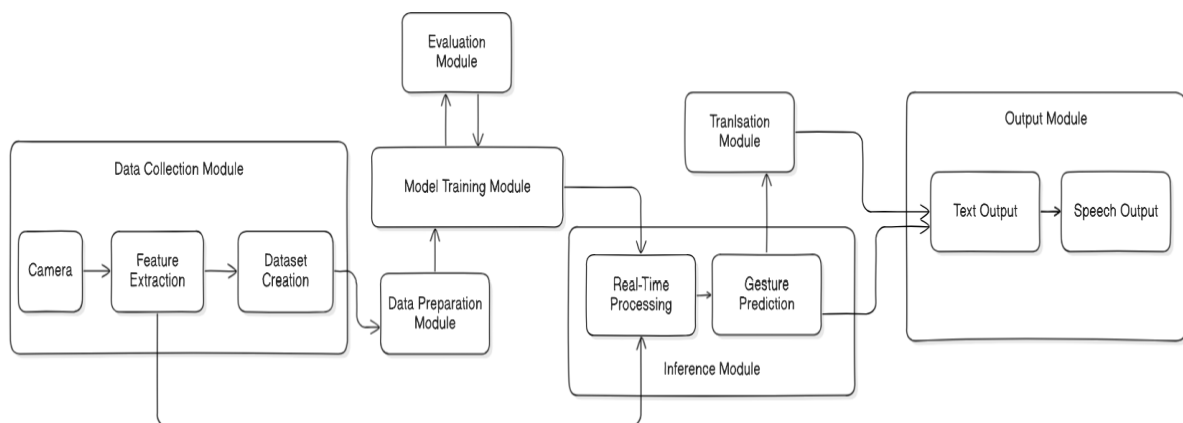 Evaluation
Module
Tranlsation
Module
Output Module
Data Collection Module
Model Training Module
Text Output
Speech Output
Camera
Feature
Extraction
Dataset
Creation
Data Preparation
Module
Real-Time
Processing
Gesture
Prediction
Inference Module